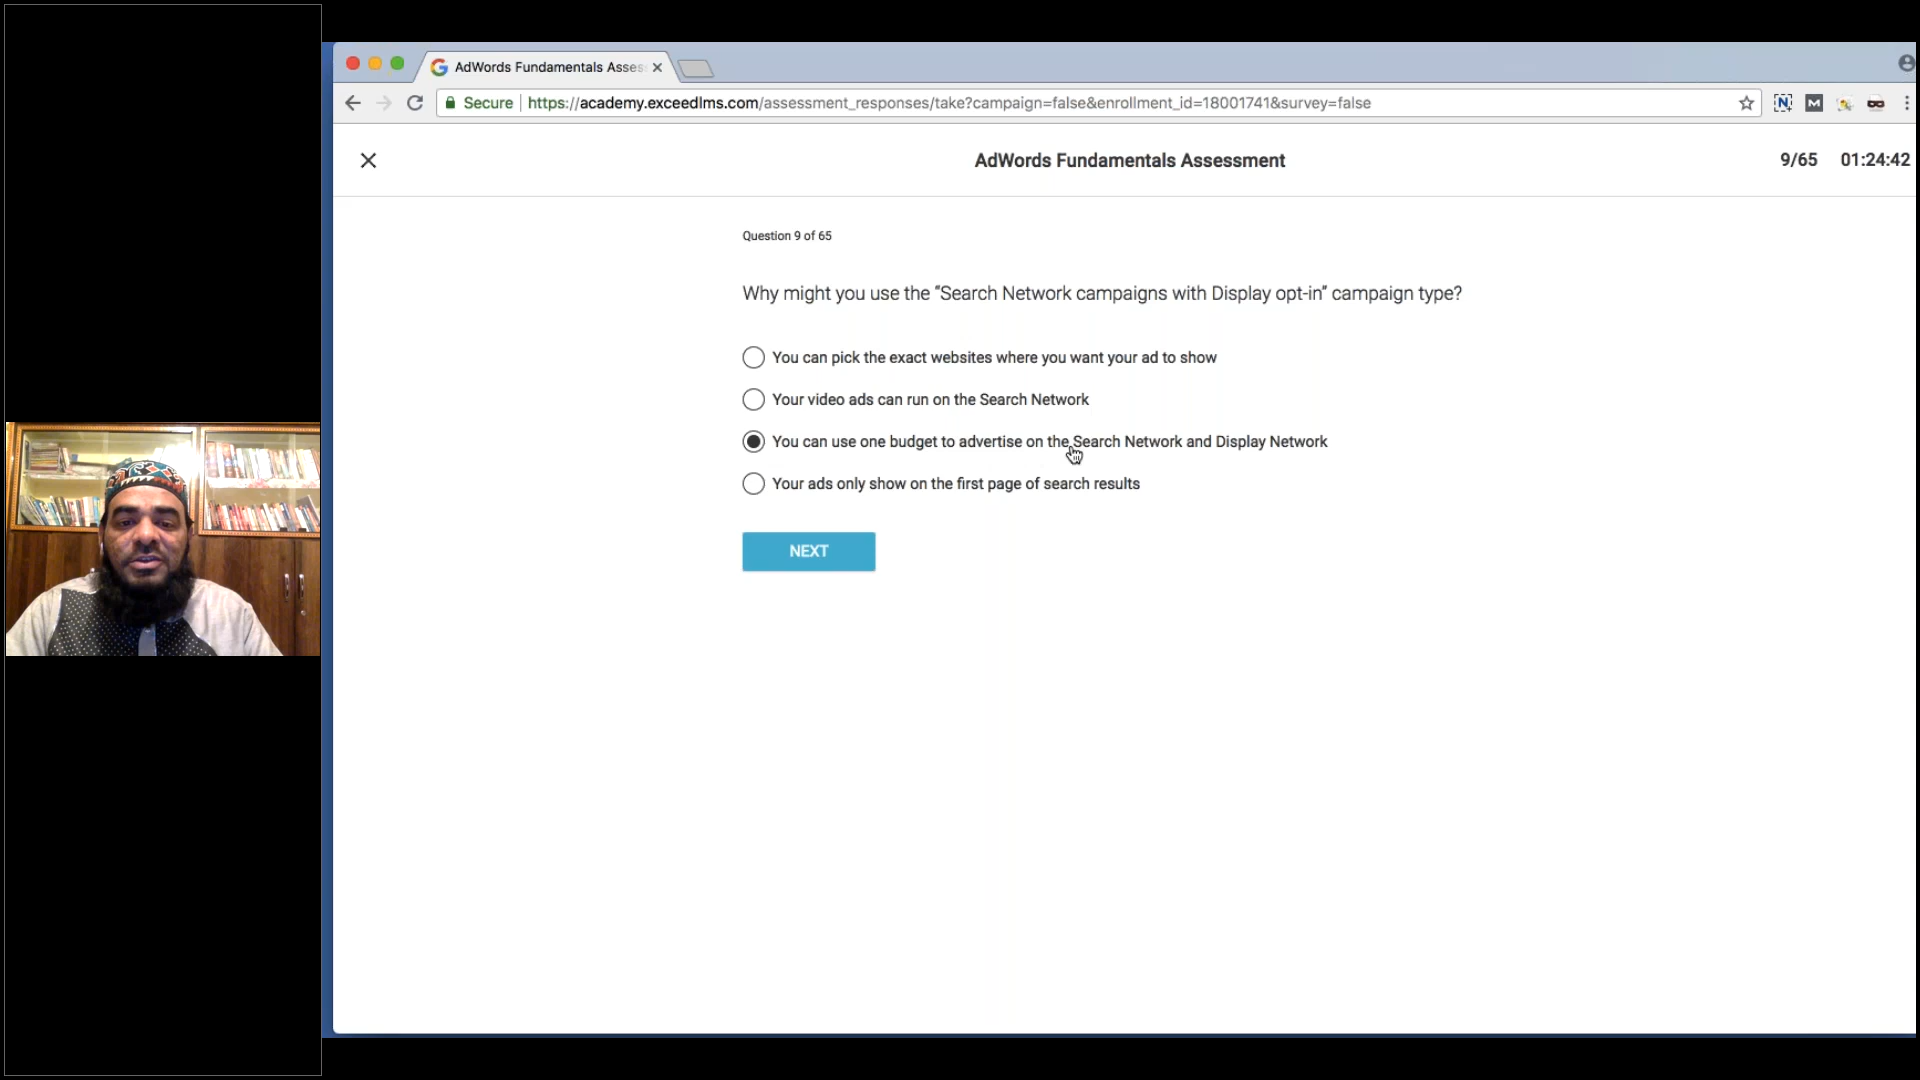 AdWords Fundamentals Asses
Secure https://academy.exceedlms.com/assessment_responses/take?campaign=false&enrollment_id=18001741&survey=false
AdWords Fundamentals Assessment
9/65 01:24:42
Question 9 of 65
Why might you use the “Search Network campaigns with Display opt-in” campaign type?
You can pick the exact websites where you want your ad to show
Your video ads can run on the Search Network
You can use one budget to advertise on the Search Network and Display Network
Your ads only show on the first page of search results
NEXT